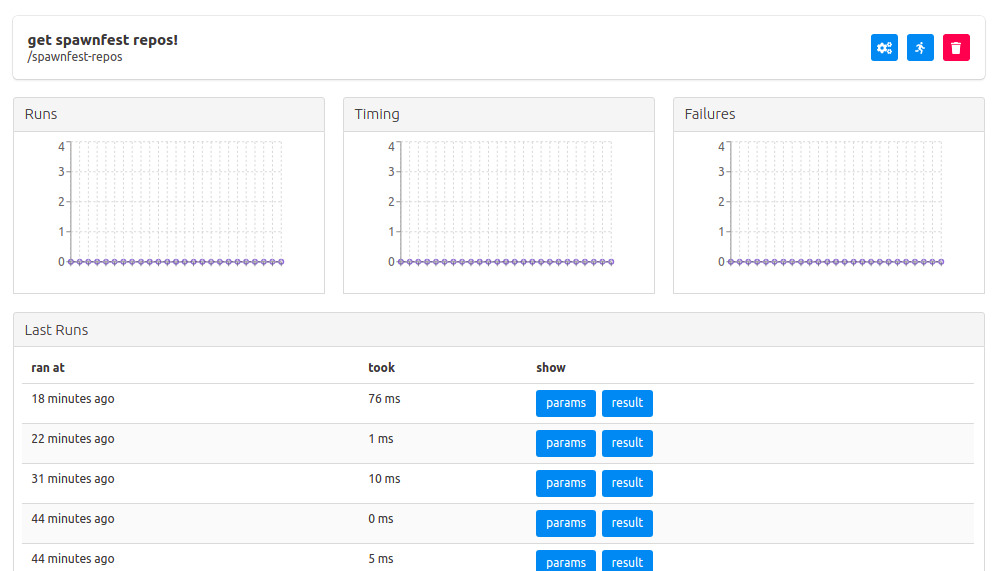 get spawnfest repos!
/spawnfest-repos
Runs
4
3
2
1
0
Timing
4
3
2
1
0
Failures
4
3
2
1
0
Last Runs
ran at took show
18 minutes ago 76 ms params result
22 minutes ago 1 ms params result
31 minutes ago 10 ms params result
44 minutes ago 0 ms params result
44 minutes ago 5 ms params result